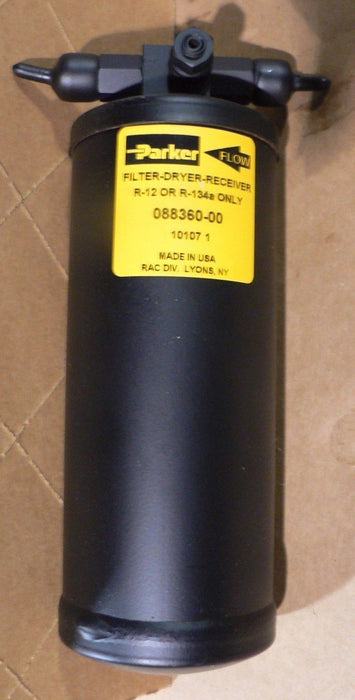 Parker FLOW
FILTER-DRYER-RECEIVER
R-12 OR R-134a ONLY
088360-00
10107 1
MADE IN USA
RAC DIV. LYONS, NY